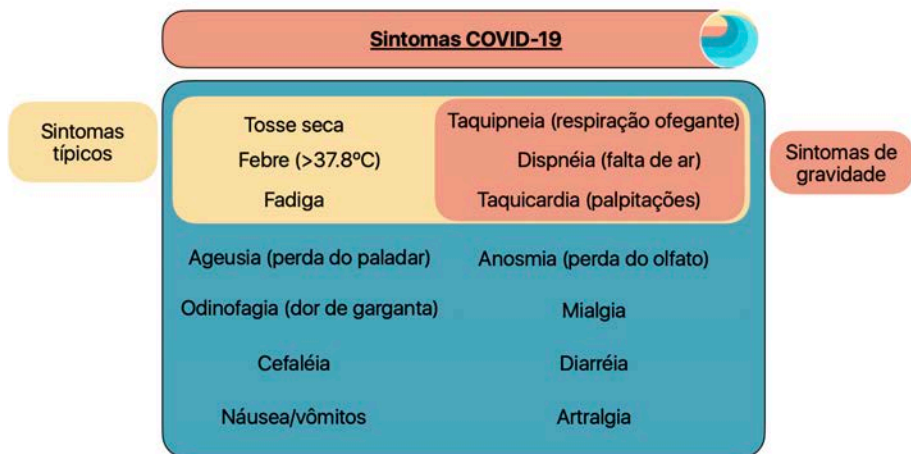 Sintomas COVID-19
Sintomas
típicos
Tosse seca
Febre (>37.8ºC)
Fadiga
Taquipneia (respiração ofegante)
Dispnéia (falta de ar)
Taquicardia (palpitações)
Sintomas de
gravidade
Ageusia (perda do paladar)
Anosmia (perda do olfato)
Odinofagia (dor de garganta)
Mialgia
Cefaléia
Diarréia
Náusea/vômitos
Artralgia